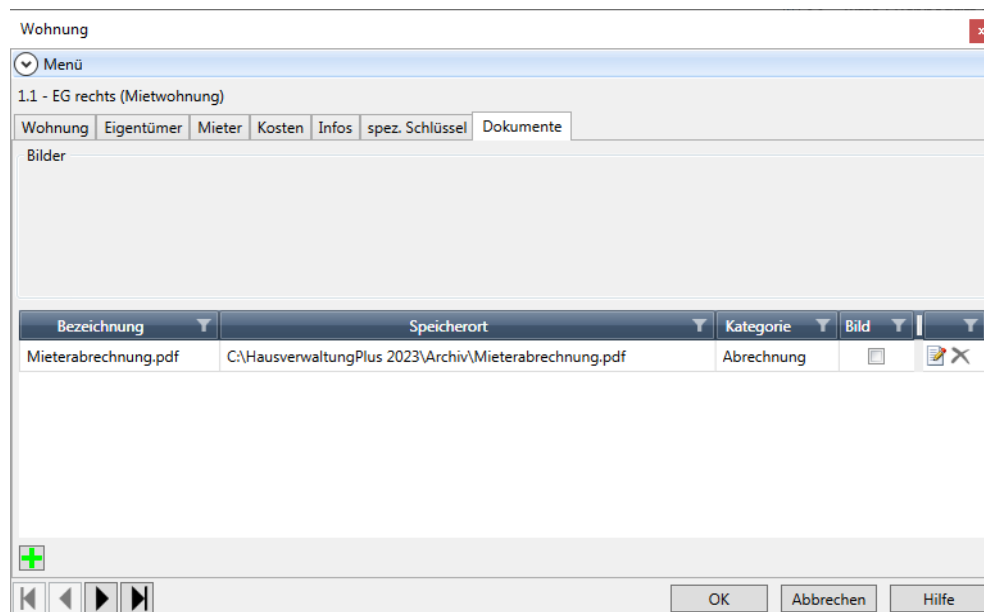 Wohnung
Menü
1.1 - EG rechts (Mietwohnung)
Wohnung Eigentümer Mieter Kosten Infos spez. Schlüssel Dokumente
Bilder
Bezeichnung Speicherort Kategorie Bild
Mieterabrechnung.pdf C:\HausverwaltungPlus 2023\Archiv\Mieterabrechnung.pdf Abrechnung
OK Abbrechen Hilfe